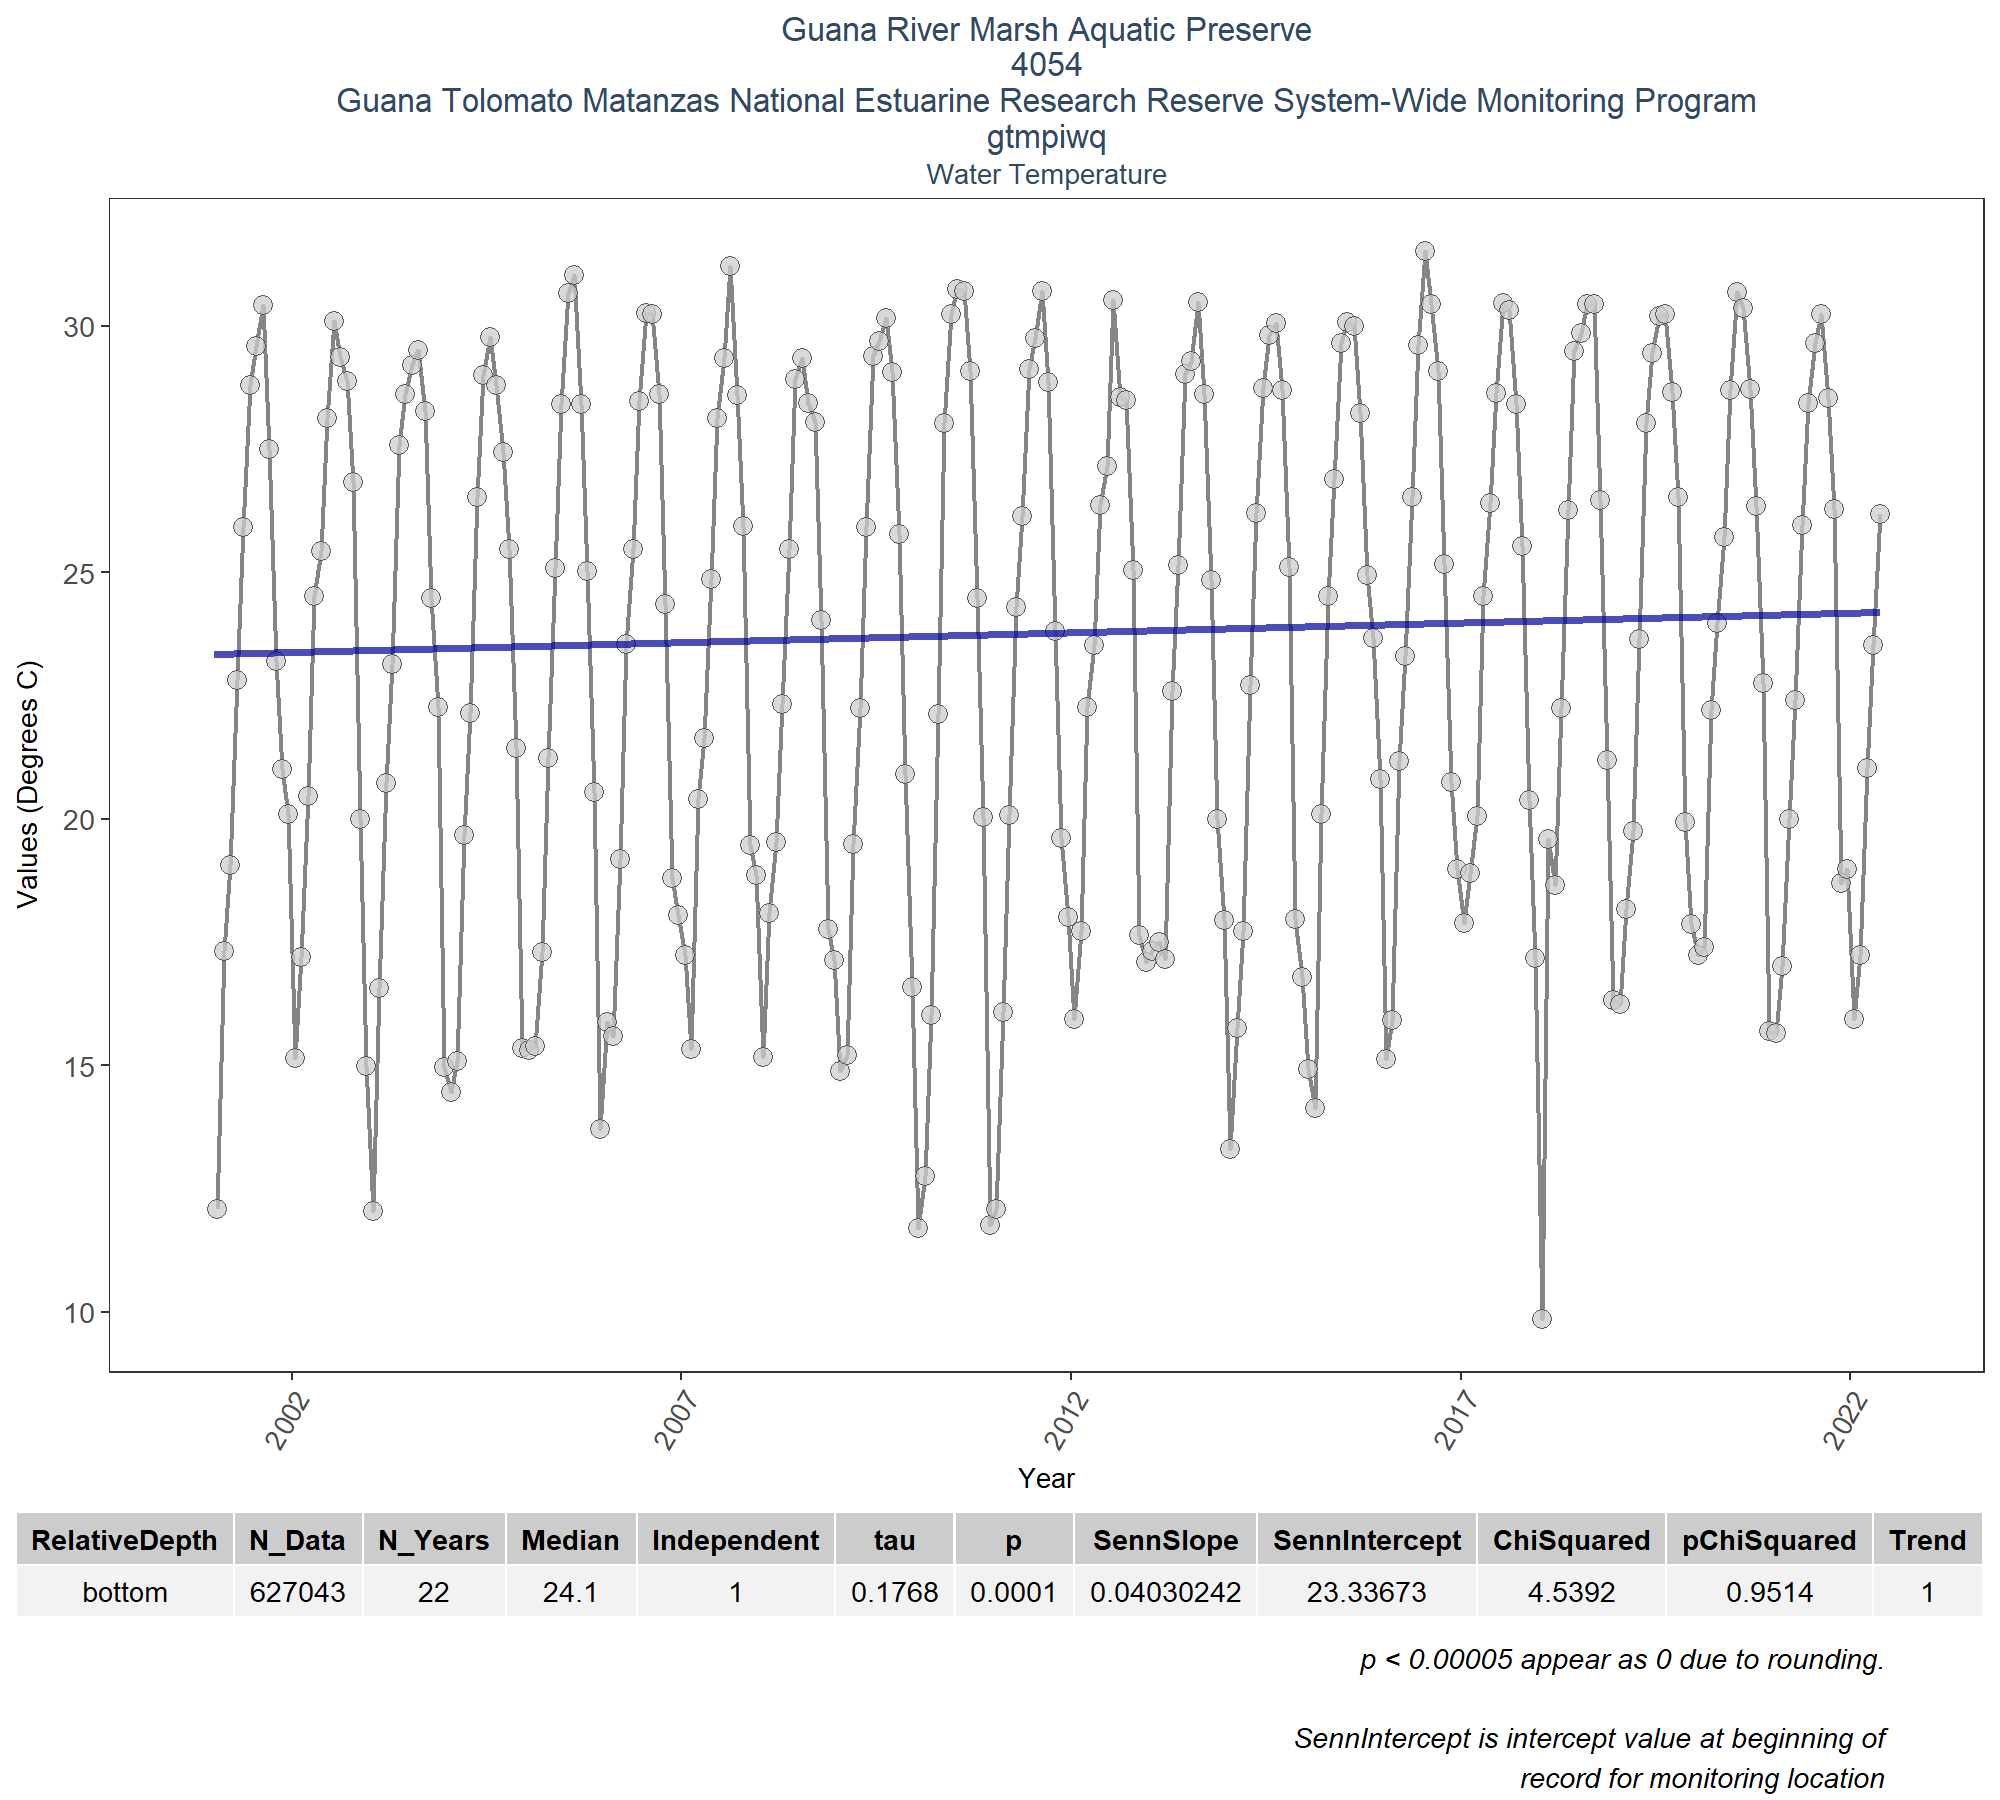 Guana River Marsh Aquatic Preserve
4054
Guana Tolomato Matanzas National Estuarine Research Reserve System-Wide Monitoring Program
gtmpiwq
Water Temperature
Values (Degrees C)
30
25
20
15
10
2002 2007 2012 2017 2022
Year
RelativeDepth N_Data N_Years Median Independent tau p SennSlope SennIntercept ChiSquared pChiSquared Trend
bottom 627043 22 24.1 1 0.1768 0.0001 0.04030242 23.33673 4.5392 0.9514 1
p < 0.00005 appear as 0 due to rounding.
SennIntercept is intercept value at beginning of
record for monitoring location